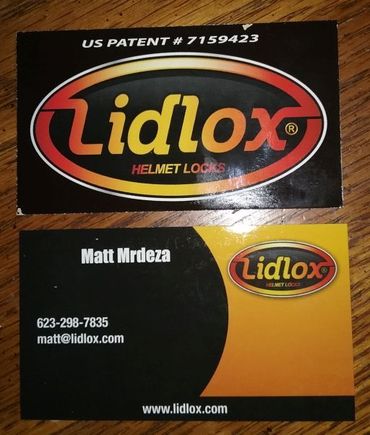 US PATENT # 7159423
Lidlox®
HELMET LOCKS
Matt Mrdeza
Lidlox®
HELMET LOCKS
623-298-7835
matt@lidlox.com
www.lidlox.com